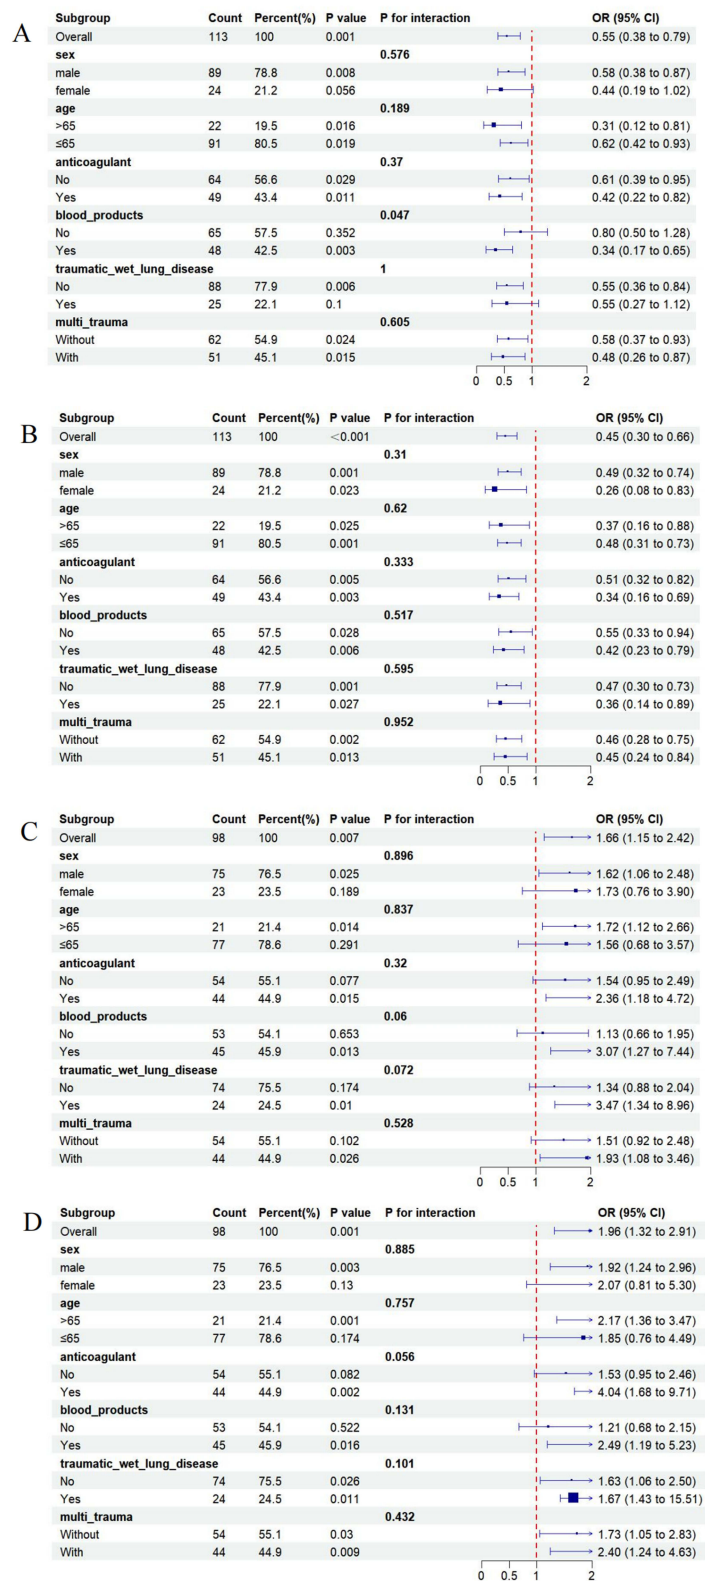 A
Subgroup Count Percent(%) P value P for interaction OR (95% CI)
Overall 113 100 0.001 0.55 (0.38 to 0.79)
sex 0.576
male 89 78.8 0.008 0.58 (0.38 to 0.87)
female 24 21.2 0.056 0.44 (0.19 to 1.02)
age 0.189
>65 22 19.5 0.016 0.31 (0.12 to 0.81)
≤65 91 80.5 0.019 0.62 (0.42 to 0.93)
anticoagulant 0.37
No 64 56.6 0.029 0.61 (0.39 to 0.95)
Yes 49 43.4 0.011 0.42 (0.22 to 0.82)
blood_products 0.047
No 65 57.5 0.352 0.80 (0.50 to 1.28)
Yes 48 42.5 0.003 0.34 (0.17 to 0.65)
traumatic_wet_lung_disease 1
No 88 77.9 0.006 0.55 (0.36 to 0.84)
Yes 25 22.1 0.1 0.55 (0.27 to 1.12)
multi_trauma 0.605
Without 62 54.9 0.024 0.58 (0.37 to 0.93)
With 51 45.1 0.015 0.48 (0.26 to 0.87)
0 0.5 1 2
B
Subgroup Count Percent(%) P value P for interaction OR (95% CI)
Overall 113 100 <0.001 0.45 (0.30 to 0.66)
sex 0.31
male 89 78.8 0.001 0.49 (0.32 to 0.74)
female 24 21.2 0.023 0.26 (0.08 to 0.83)
age 0.62
>65 22 19.5 0.025 0.37 (0.16 to 0.88)
≤65 91 80.5 0.001 0.48 (0.31 to 0.73)
anticoagulant 0.333
No 64 56.6 0.005 0.51 (0.32 to 0.82)
Yes 49 43.4 0.003 0.34 (0.16 to 0.69)
blood_products 0.517
No 65 57.5 0.028 0.55 (0.33 to 0.94)
Yes 48 42.5 0.006 0.42 (0.23 to 0.79)
traumatic_wet_lung_disease 0.595
No 88 77.9 0.001 0.47 (0.30 to 0.73)
Yes 25 22.1 0.027 0.36 (0.14 to 0.89)
multi_trauma 0.952
Without 62 54.9 0.002 0.46 (0.28 to 0.75)
With 51 45.1 0.013 0.45 (0.24 to 0.84)
0 0.5 1 2
C
Subgroup Count Percent(%) P value P for interaction OR (95% CI)
Overall 98 100 0.007 1.66 (1.15 to 2.42)
sex 0.896
male 75 76.5 0.025 1.62 (1.06 to 2.48)
female 23 23.5 0.189 1.73 (0.76 to 3.90)
age 0.837
>65 21 21.4 0.014 1.72 (1.12 to 2.66)
≤65 77 78.6 0.291 1.56 (0.68 to 3.57)
anticoagulant 0.32
No 54 55.1 0.077 1.54 (0.95 to 2.49)
Yes 44 44.9 0.015 2.36 (1.18 to 4.72)
blood_products 0.06
No 53 54.1 0.653 1.13 (0.66 to 1.95)
Yes 45 45.9 0.013 3.07 (1.27 to 7.44)
traumatic_wet_lung_disease 0.072
No 74 75.5 0.174 1.34 (0.88 to 2.04)
Yes 24 24.5 0.01 3.47 (1.34 to 8.96)
multi_trauma 0.528
Without 54 55.1 0.102 1.51 (0.92 to 2.48)
With 44 44.9 0.026 1.93 (1.08 to 3.46)
0 0.5 1 2
D
Subgroup Count Percent(%) P value P for interaction OR (95% CI)
Overall 98 100 0.001 1.96 (1.32 to 2.91)
sex 0.885
male 75 76.5 0.003 1.92 (1.24 to 2.96)
female 23 23.5 0.13 2.07 (0.81 to 5.30)
age 0.757
>65 21 21.4 0.001 2.17 (1.36 to 3.47)
≤65 77 78.6 0.174 1.85 (0.76 to 4.49)
anticoagulant 0.056
No 54 55.1 0.082 1.53 (0.95 to 2.46)
Yes 44 44.9 0.002 4.04 (1.68 to 9.71)
blood_products 0.131
No 53 54.1 0.522 1.21 (0.68 to 2.15)
Yes 45 45.9 0.016 2.49 (1.19 to 5.23)
traumatic_wet_lung_disease 0.101
No 74 75.5 0.026 1.63 (1.06 to 2.50)
Yes 24 24.5 0.011 1.67 (1.43 to 15.51)
multi_trauma 0.432
Without 54 55.1 0.03 1.73 (1.05 to 2.83)
With 44 44.9 0.009 2.40 (1.24 to 4.63)
0 0.5 1 2